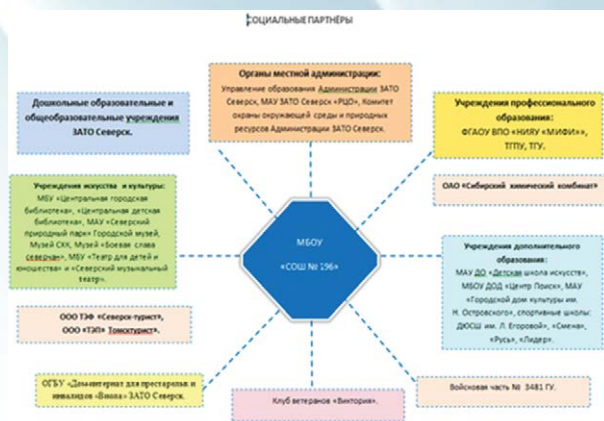 СОЦИАЛЬНЫЕ ПАРТНЁРЫ
Органы местной администрации:
Управление образования Администрации ЗАТО
Северск, МАУ ЗАТО Северск «РЦО», Комитет
охраны окружающей среды и природных
ресурсов Администрации ЗАТО Северск.
Дошкольные образовательные и
общеобразовательные учреждения
ЗАТО Северск.
Учреждения профессионального
образования:
ФГАОУ ВПО «НИЯУ «МИФИ»»,
ТГПУ, ТГУ.
ОАО «Сибирский химический комбинат»
Учреждения искусства и культуры:
МБУ «Центральная городская
библиотека», «Центральная детская
библиотека», МАУ «Северский
природный парк» Городской музей,
Музей СХК, Музей «Боевая слава
северчан», МБУ «Театр для детей и
юношества» и «Северский музыкальный
театр».
МБОУ
«СОШ № 196»
Учреждения дополнительного
образования:
МАУ ДО «Детская школа искусств»,
МБОУ ДОД «Центр Поиск», МАУ
«Городской дом культуры им.
Н. Островского», спортивные школы:
ДЮСШ им. Л. Егоровой», «Смена»,
«Русь», «Лидер».
ООО ТЭФ «Северск-турист»,
ООО «ТЭП» Томсктурист».
ОГБУ «Дом-интернат для престарелых и
инвалидов «Виола» ЗАТО Северск.
Клуб ветеранов «Виктория».
Войсковая часть № 3481 ГУ.